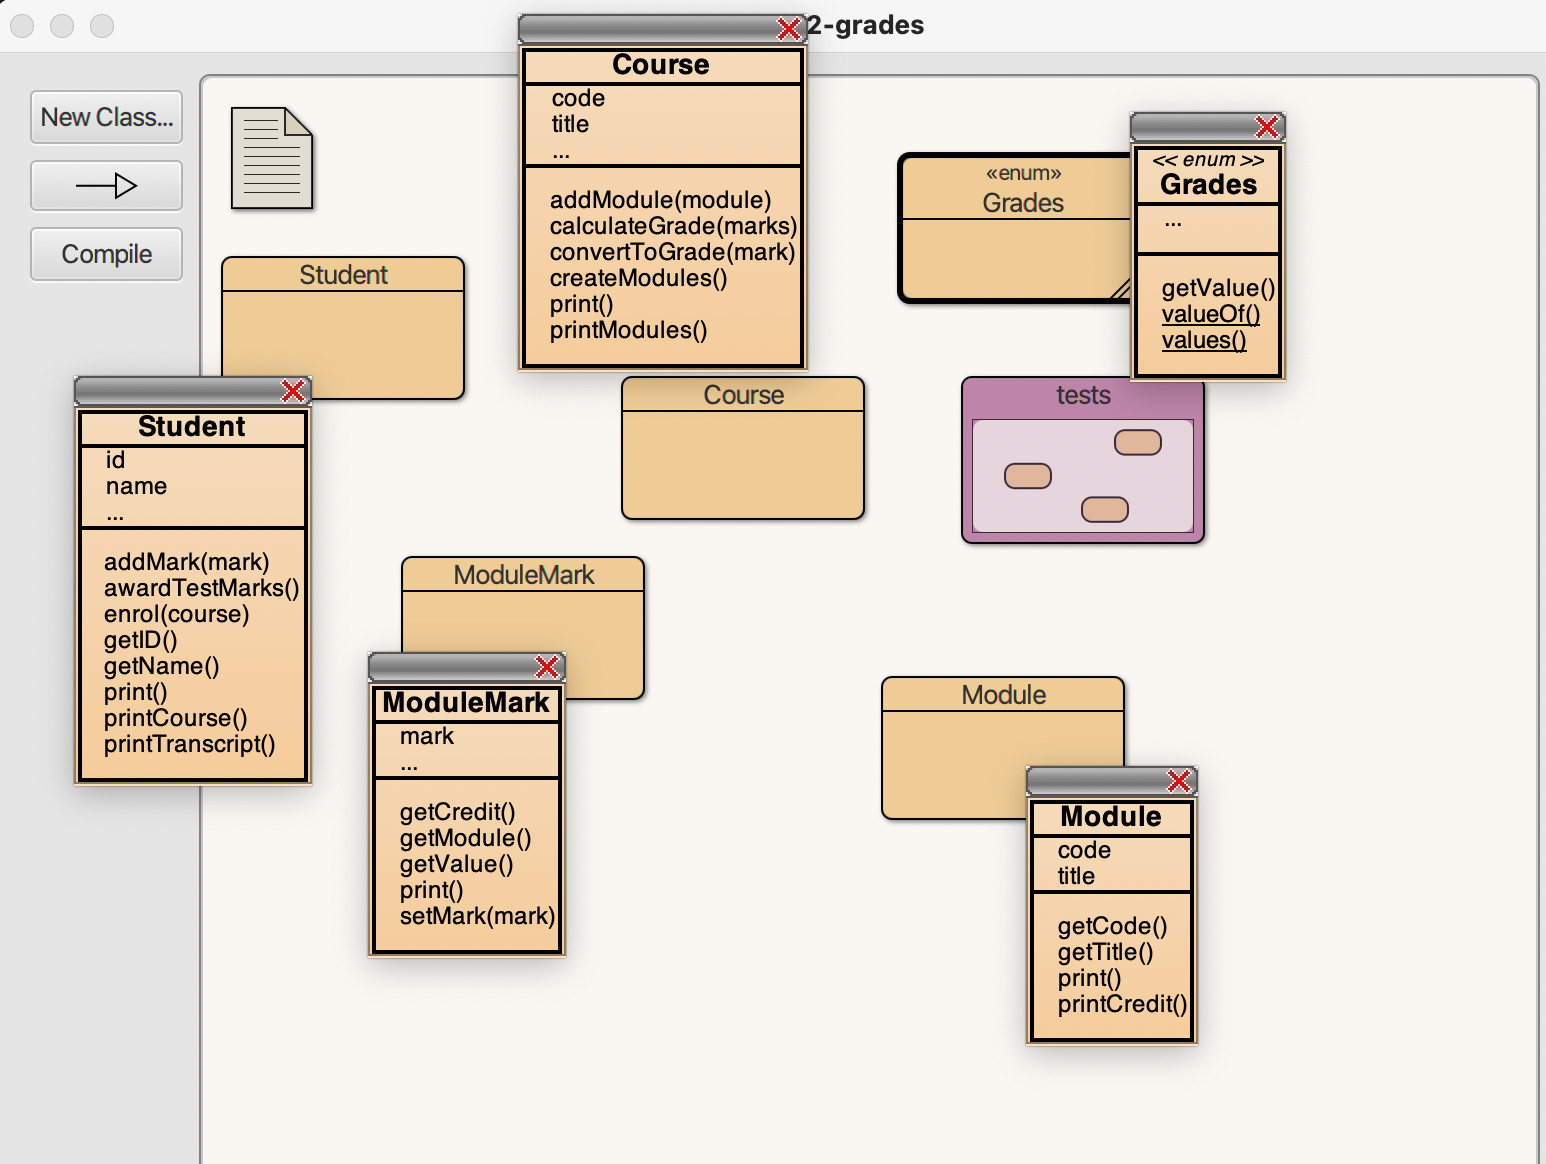 2-grades
New Class...
Compile
Course
code
title
...
addModule(module)
calculateGrade(marks)
convertToGrade(mark)
createModules()
print()
printModules()
«enum»
Grades
<< enum >>
Grades
...
getValue()
valueOf()
values()
Student
Student
id
name
...
addMark(mark)
awardTestMarks()
enrol(course)
getID()
getName()
print()
printCourse()
printTranscript()
Course
tests
ModuleMark
ModuleMark
mark
...
getCredit()
getModule()
getValue()
print()
setMark(mark)
Module
Module
code
title
getCode()
getTitle()
print()
printCredit()